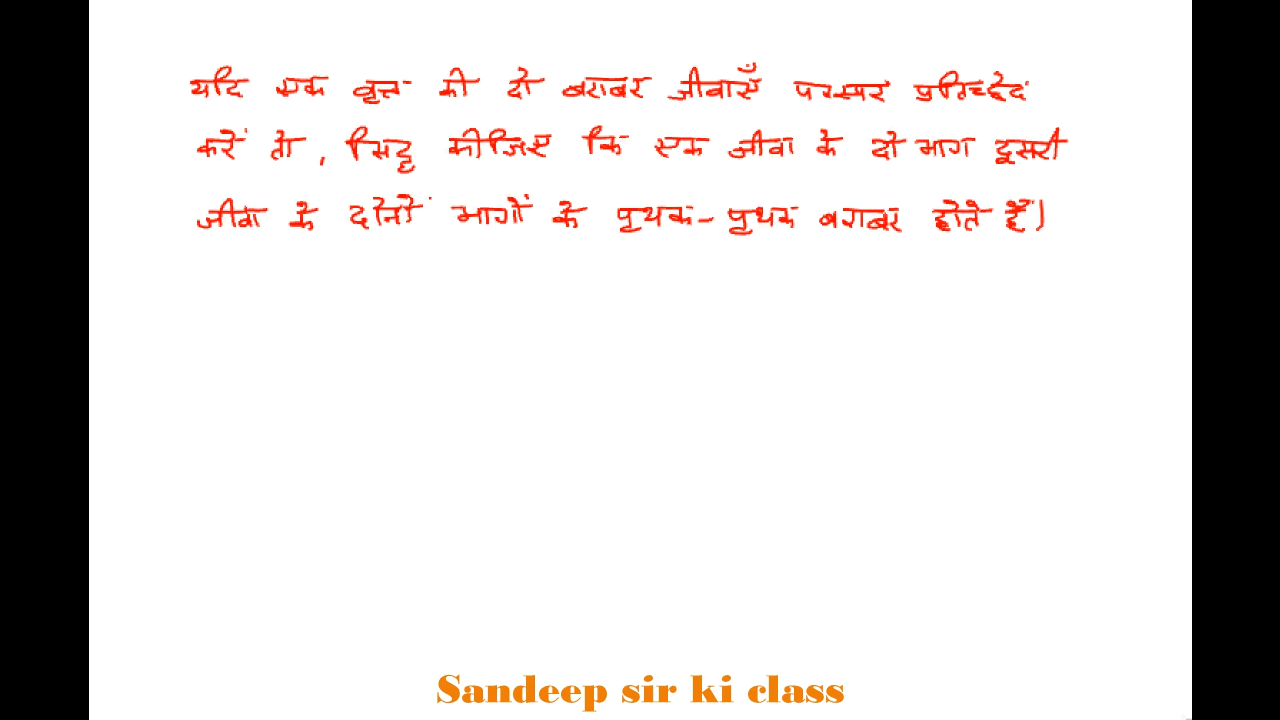 यदि एक वृत्त की दो बराबर जीवाएँ परस्पर प्रतिच्छेद
करें तो, सिद्ध कीजिए कि एक जीवा के दो भाग दूसरी
जीवा के दोनों भागों के पृथक-पृथक बराबर होते हैं।
Sandeep sir ki class